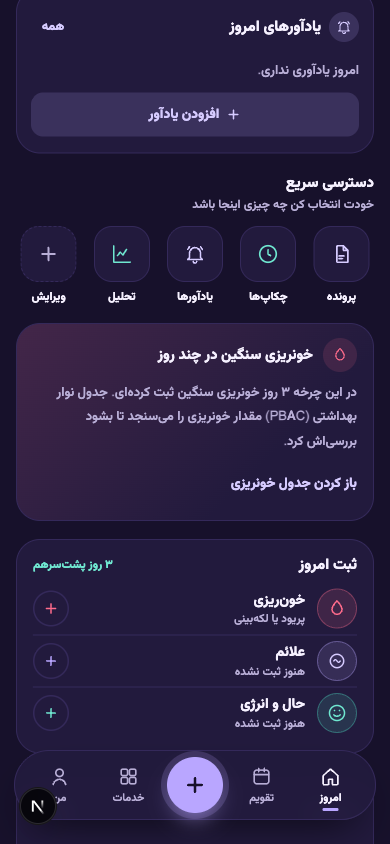 یادآورهای امروز
همه
امروز یادآوری نداری.
افزودن یادآور
دسترسی سریع
خودت انتخاب کن چه چیزی اینجا باشد
پرونده
چکاپ‌ها
یادآورها
تحلیل
ویرایش
خونریزی سنگین در چند روز
در این چرخه ۳ روز خونریزی سنگین ثبت کرده‌ای. جدول نوار
بهداشتی (PBAC) مقدار خونریزی را می‌سنجد تا بشود
بررسی‌اش کرد.
باز کردن جدول خونریزی
ثبت امروز
۳ روز پشت‌سرهم
خون‌ریزی
پریود یا لکه‌بینی
علائم
هنوز ثبت نشده
حال و انرژی
هنوز ثبت نشده
امروز
تقویم
خدمات
من
N